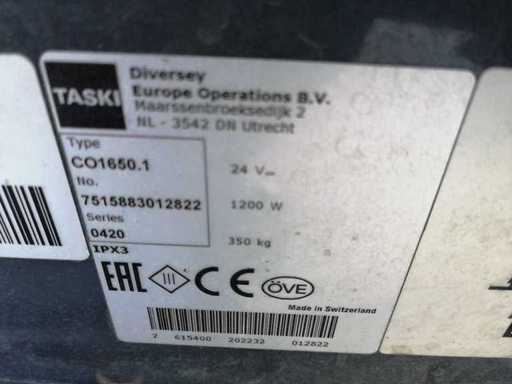 TASKI
Diversey
Europe Operations B.V.
Maarssenbroeksedijk 2
NL - 3542 DN Utrecht
Type
CO1650.1
24 V
No.
7515883012822
1200 W
Series
0420
350 kg
IPX3
EAC
III
CE
ÖVE
Made in Switzerland
7 615400 202232 012822